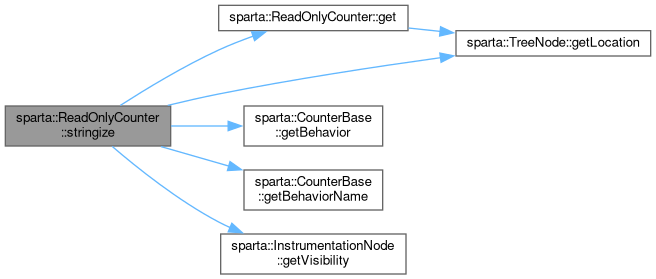 sparta::ReadOnlyCounter
::stringize
sparta::ReadOnlyCounter::get
sparta::TreeNode::getLocation
sparta::CounterBase
::getBehavior
sparta::CounterBase
::getBehaviorName
sparta::InstrumentationNode
::getVisibility